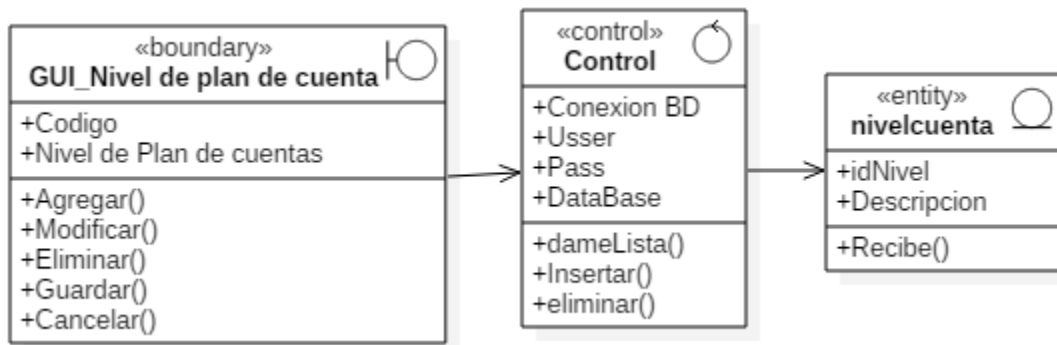 «boundary»
GUI_Nivel de plan de cuenta
+Codigo
+Nivel de Plan de cuentas
+Agregar()
+Modificar()
+Eliminar()
+Guardar()
+Cancelar()
«control»
Control
+Conexion BD
+Usser
+Pass
+DataBase
+dameLista()
+Insertar()
+eliminar()
«entity»
nivelcuenta
+idNivel
+Descripcion
+Recibe()